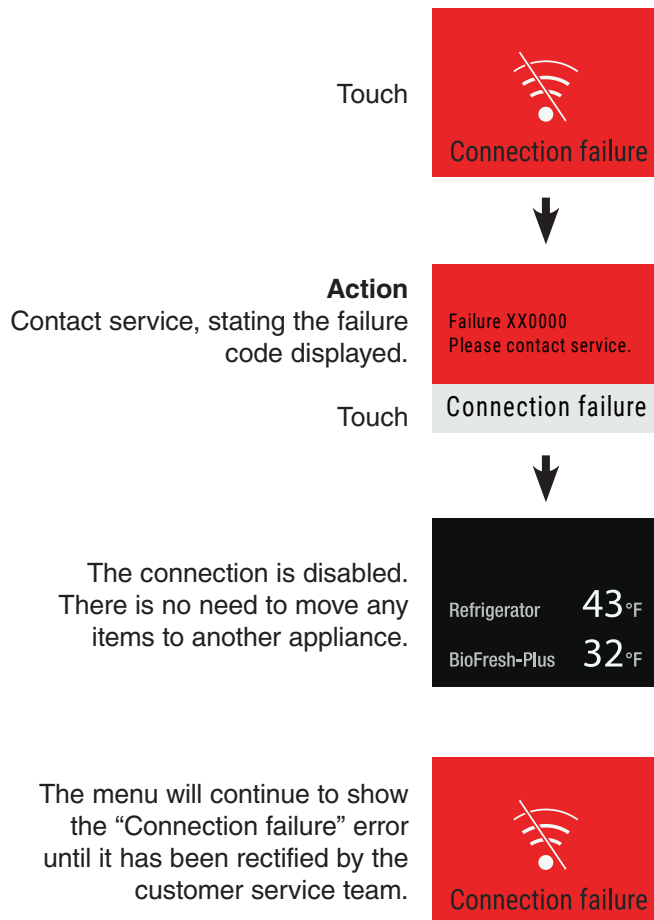 Touch
Connection failure
Action
Contact service, stating the failure
code displayed.
Failure XX0000
Please contact service.
Touch
Connection failure
The connection is disabled.
There is no need to move any
items to another appliance.
Refrigerator 43°F
BioFresh-Plus 32°F
The menu will continue to show
the “Connection failure” error
until it has been rectified by the
customer service team.
Connection failure